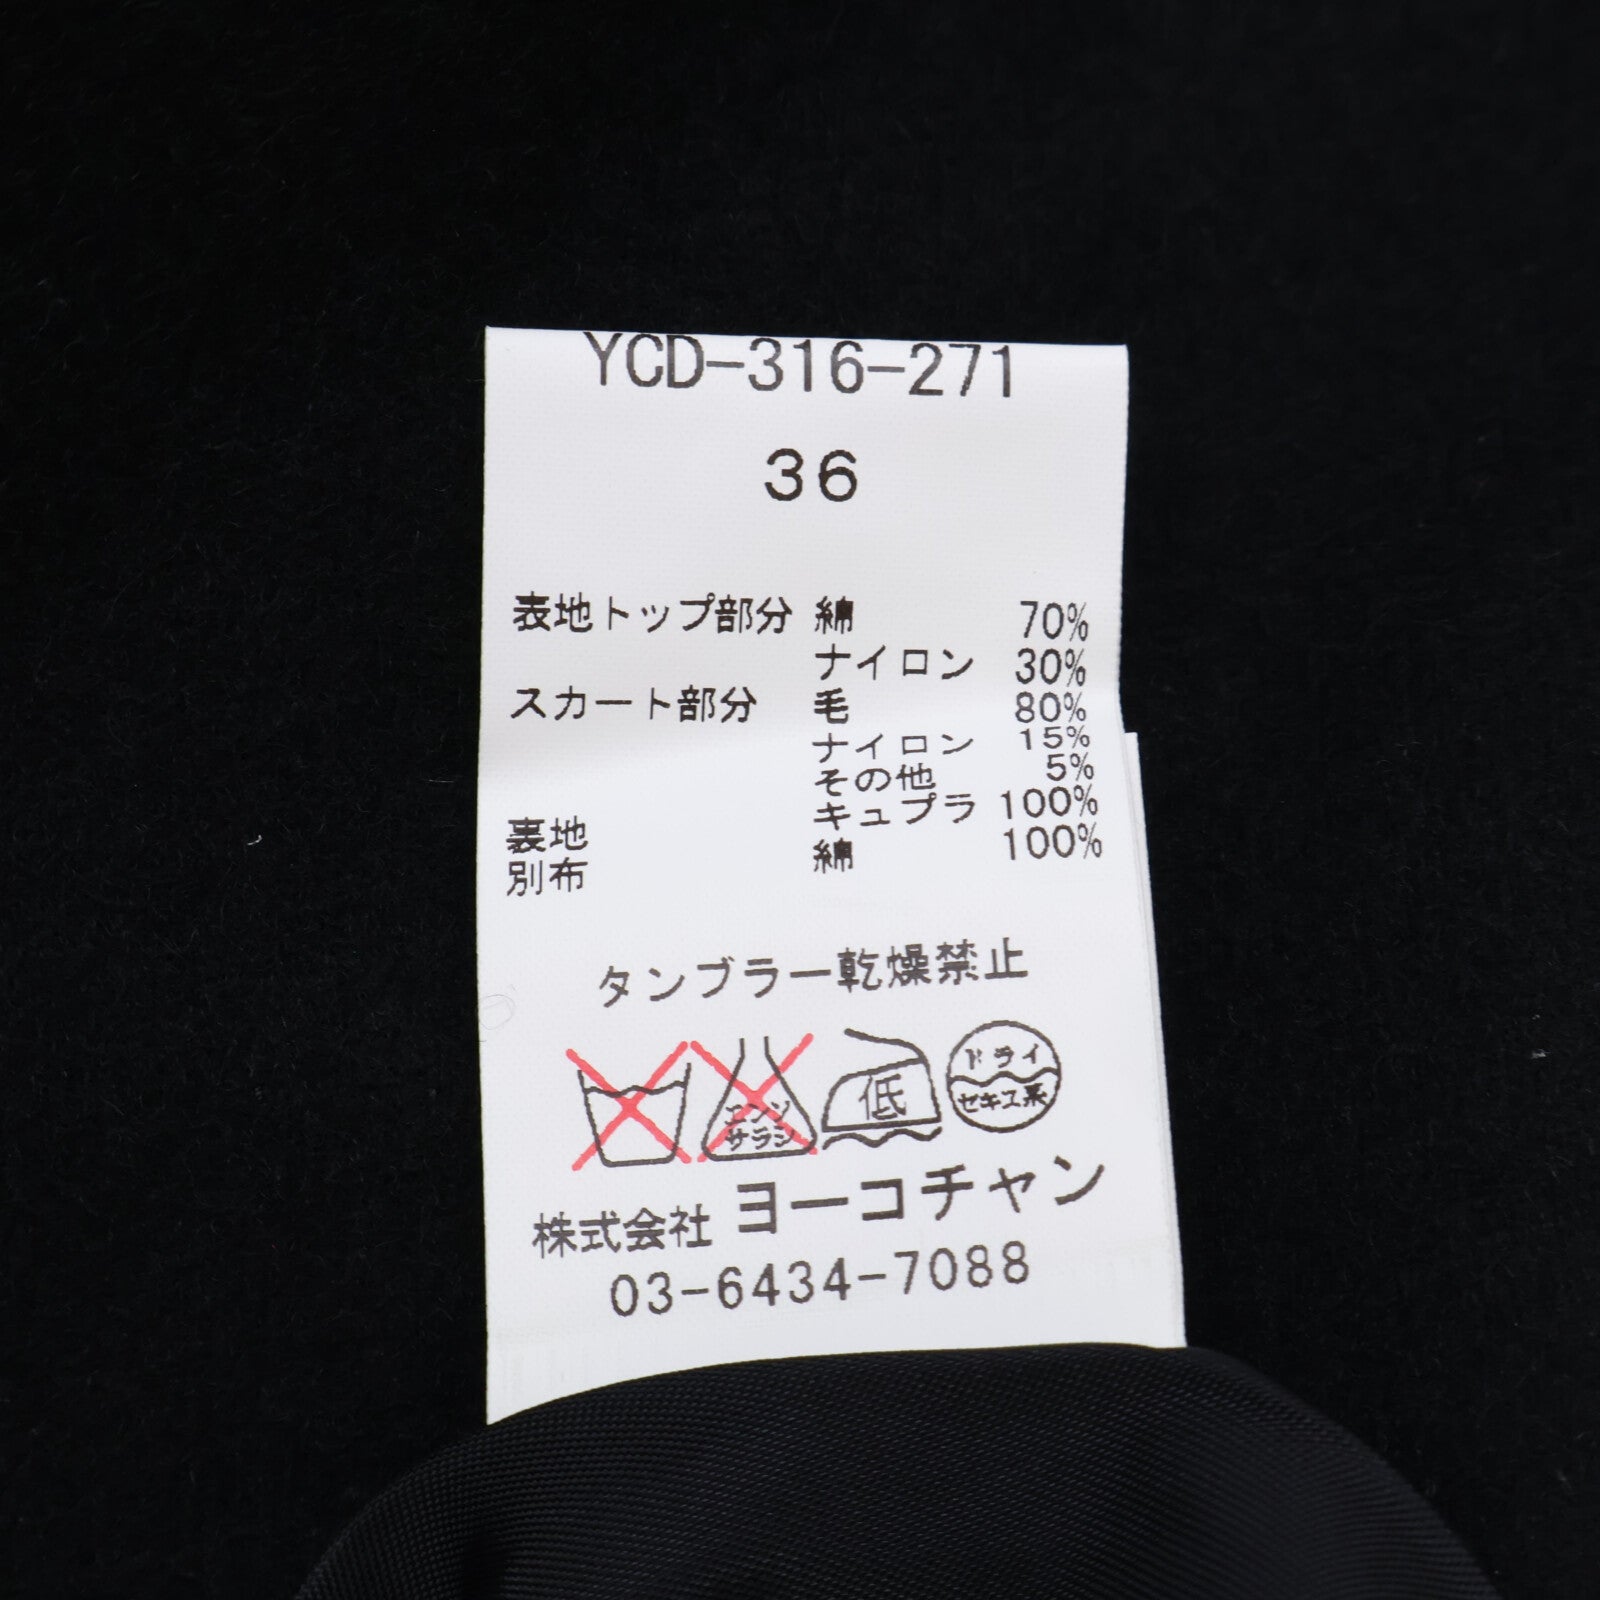 YCD-316-271
36
表地トップ部分 綿 70%
ナイロン 30%
スカート部分 毛 80%
ナイロン 15%
その他 5%
裏地 キュプラ 100%
別布 綿 100%
タンブラー乾燥禁止
エンソ
サラシ
低
ドライ
セキユ系
株式会社 ヨーコチャン
03-6434-7088